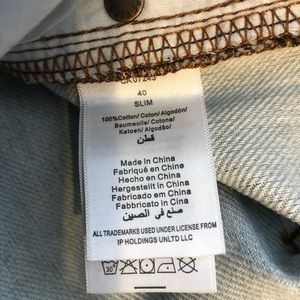 40
SLIM
100%Cotton/ Coton/ Algodón/
Baumwolle/ Cotone/
Katoen/ Algodão/
قطن
Made in China
Fabriqué en Chine
Hecho en China
Hergestelit in China
Fabricado em China
Fabbricato in Cina
صنع في الصين
ALL TRADEMARKS USED UNDER LICENSE FROM
IP HOLDINGS UNLTD LLC
30°